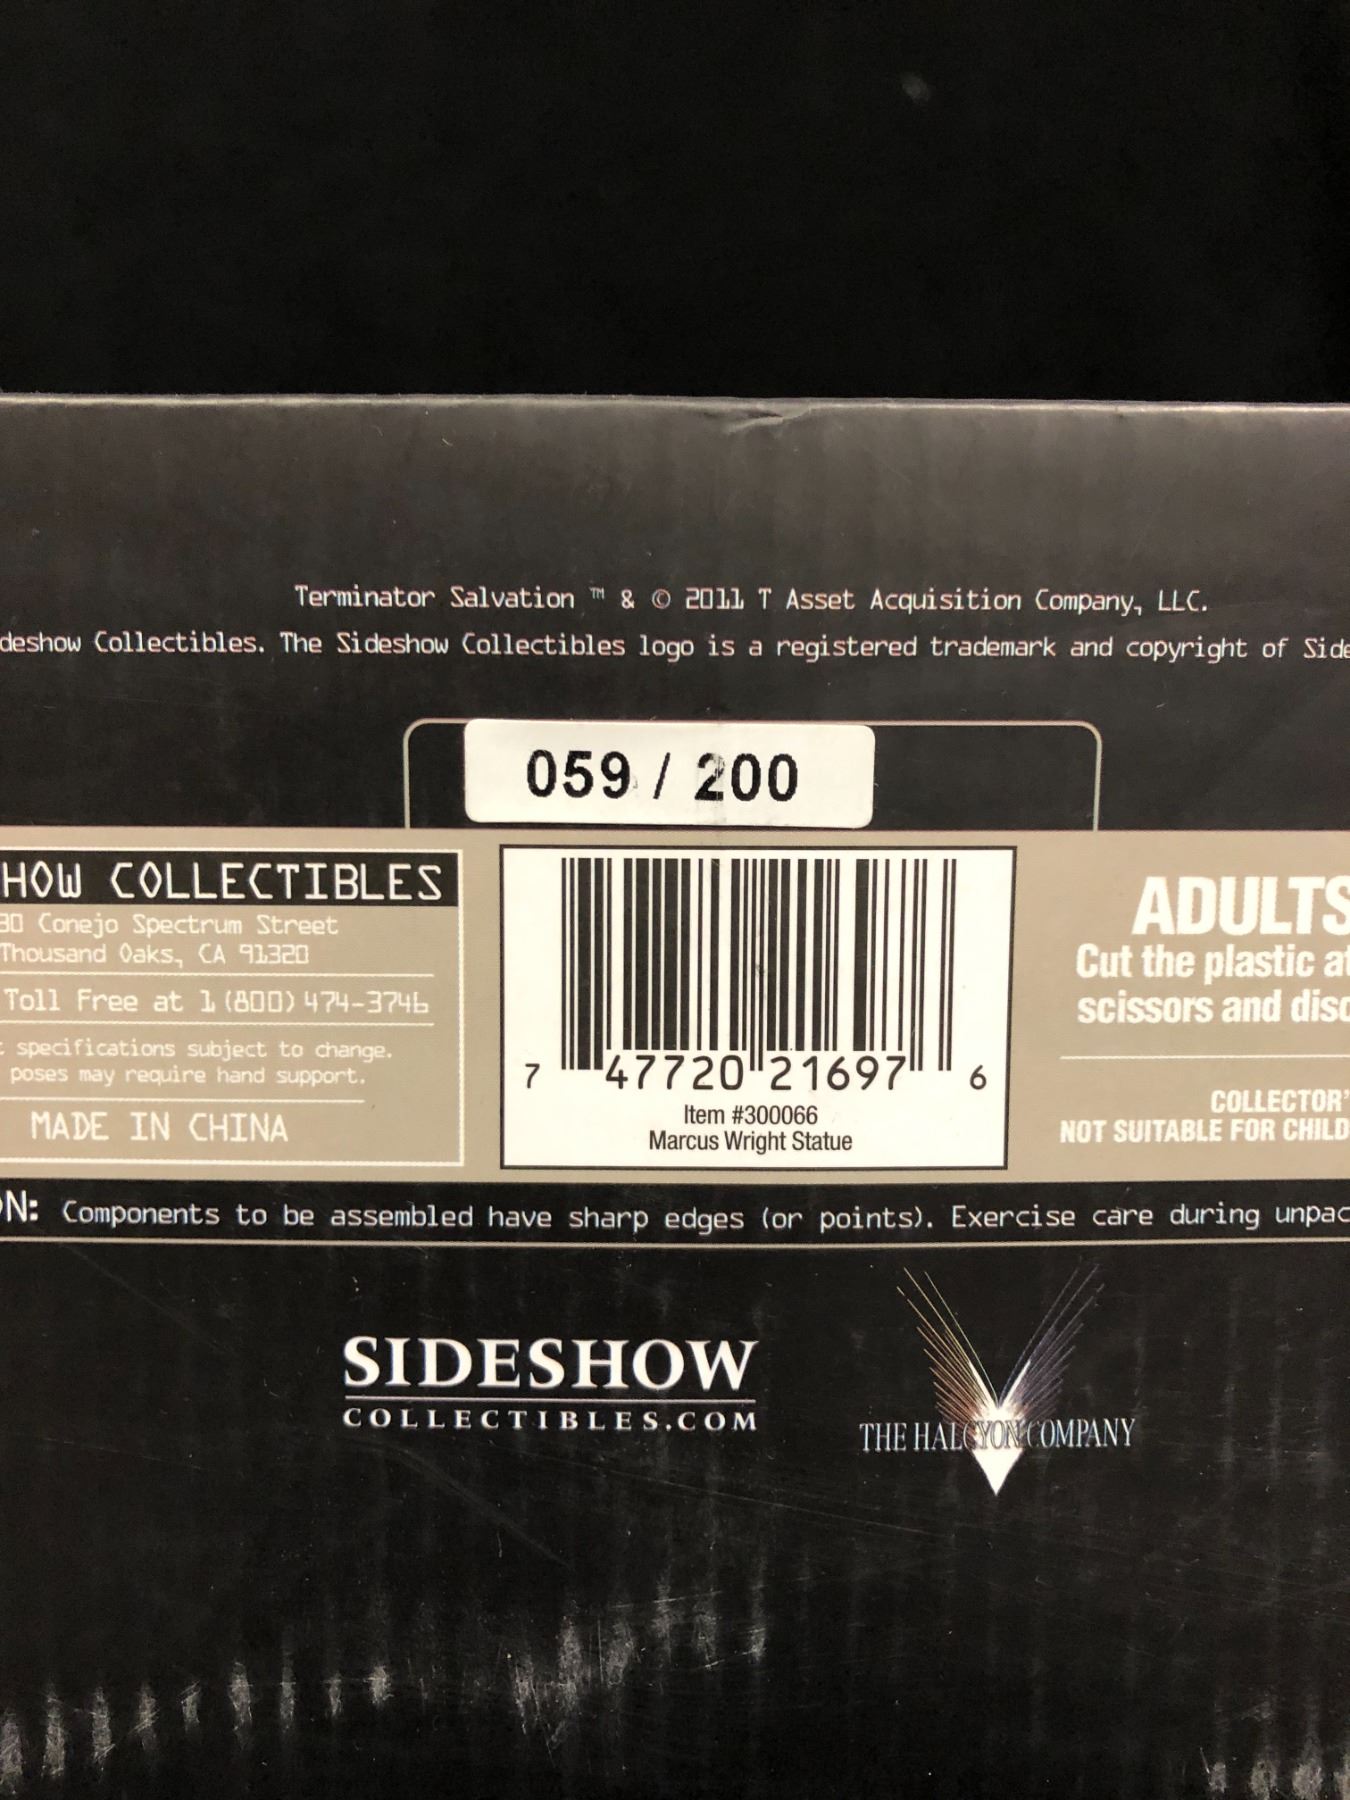 Terminator Salvation ™ & © 2011 T Asset Acquisition Company, LLC.
deshow Collectibles. The Sideshow Collectibles logo is a registered trademark and copyright of Side
059 / 200
HOW COLLECTIBLES
30 Conejo Spectrum Street
Thousand Oaks, CA 91320
Toll Free at 1 (800) 474-3746
specifications subject to change.
poses may require hand support.
MADE IN CHINA
7 47720 21697 6
Item #300066
Marcus Wright Statue
ADULTS
Cut the plastic at
scissors and disc
COLLECTOR'
NOT SUITABLE FOR CHILD
ON: Components to be assembled have sharp edges (or points). Exercise care during unpac
SIDESHOW
COLLECTIBLES.COM
THE HALCYON COMPANY